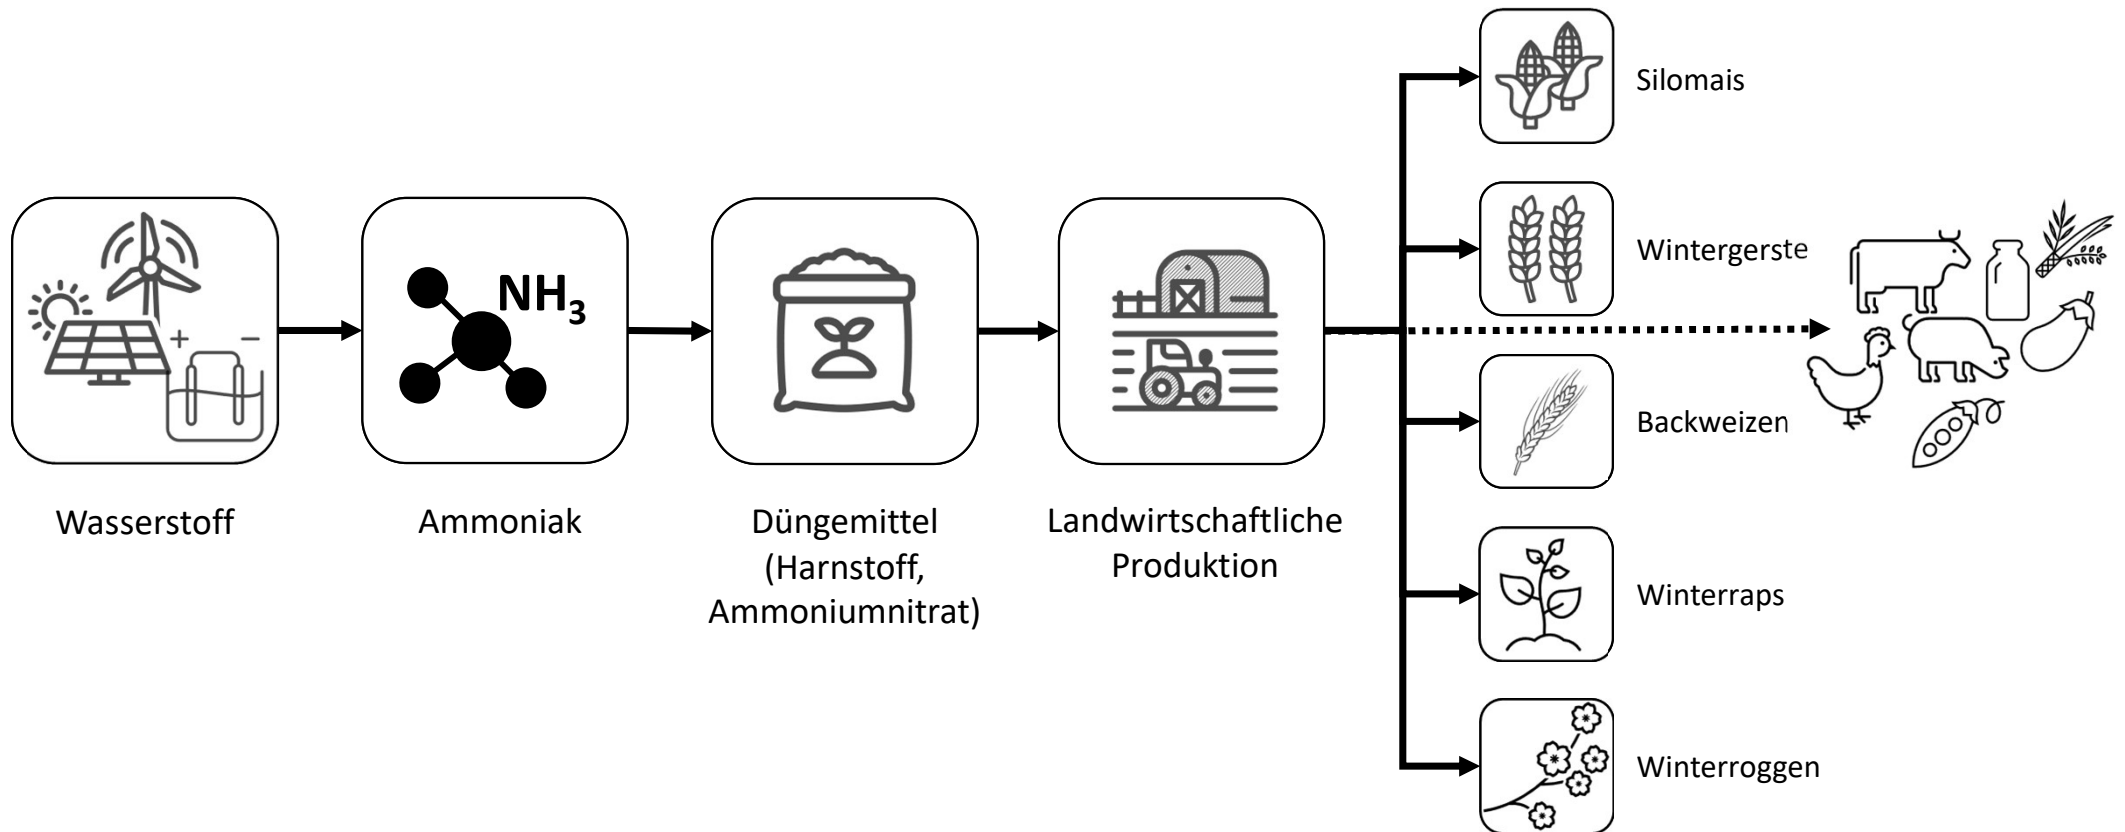 Silomais
Wintergerste
Backweizen
Winterraps
Winterroggen
+ −
NH₃
Wasserstoff
Ammoniak
Düngemittel
(Harnstoff,
Ammoniumnitrat)
Landwirtschaftliche
Produktion